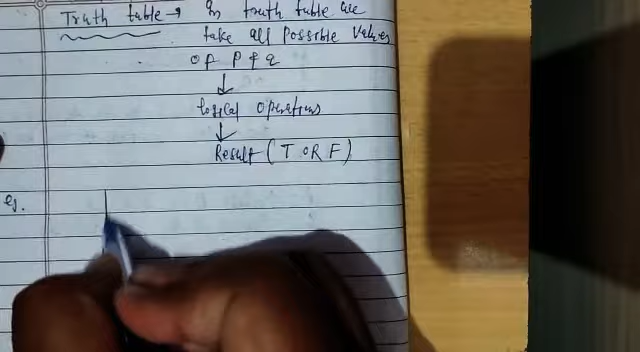 Truth table → In truth table we
take all possible values
of P & q
↓
logical operations
↓
Result (T OR F)
eg.